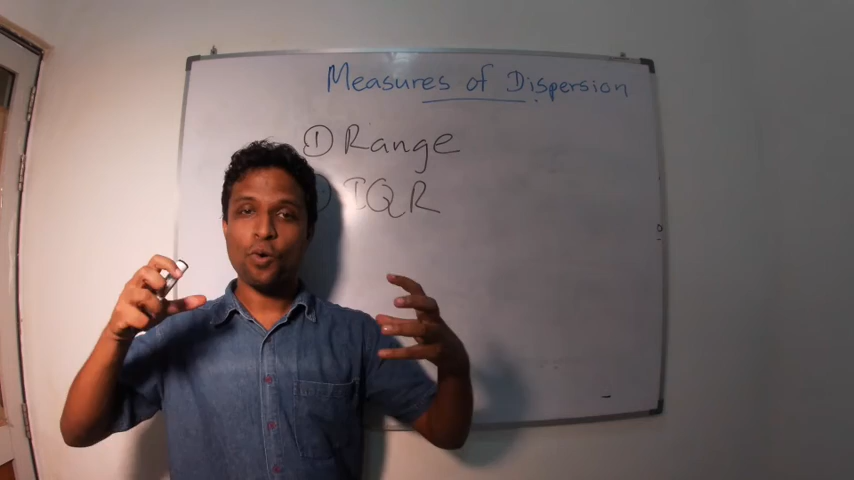 Measures of Dispersion
① Range
IQR